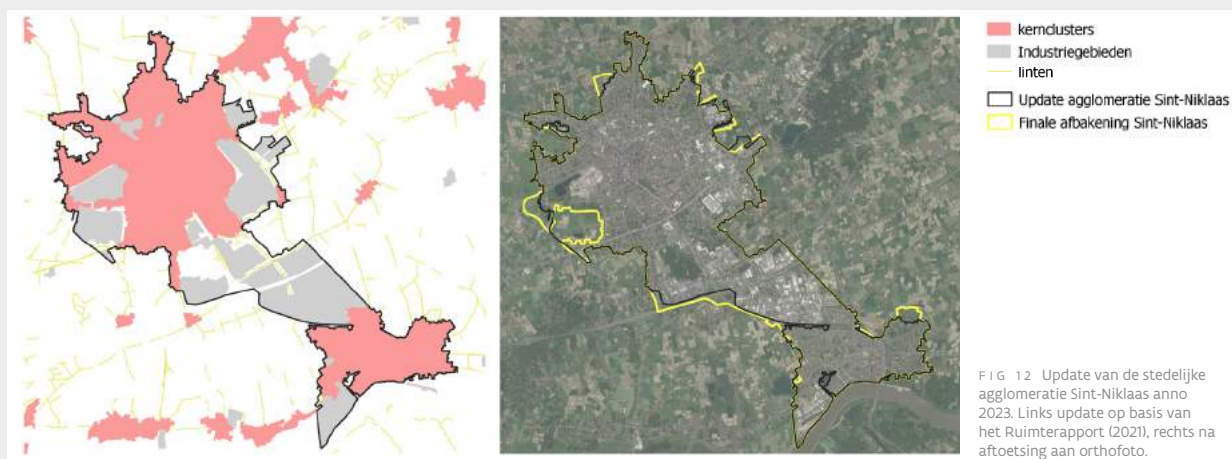 kernclusters
Industriegebieden
linten
Update agglomeratie Sint-Niklaas
Finale afbakening Sint-Niklaas
FIG 12 Update van de stedelijke
agglomeratie Sint-Niklaas anno
2023. Links update op basis van
het Ruimterapport (2021), rechts na
aftoetsing aan orthofoto.